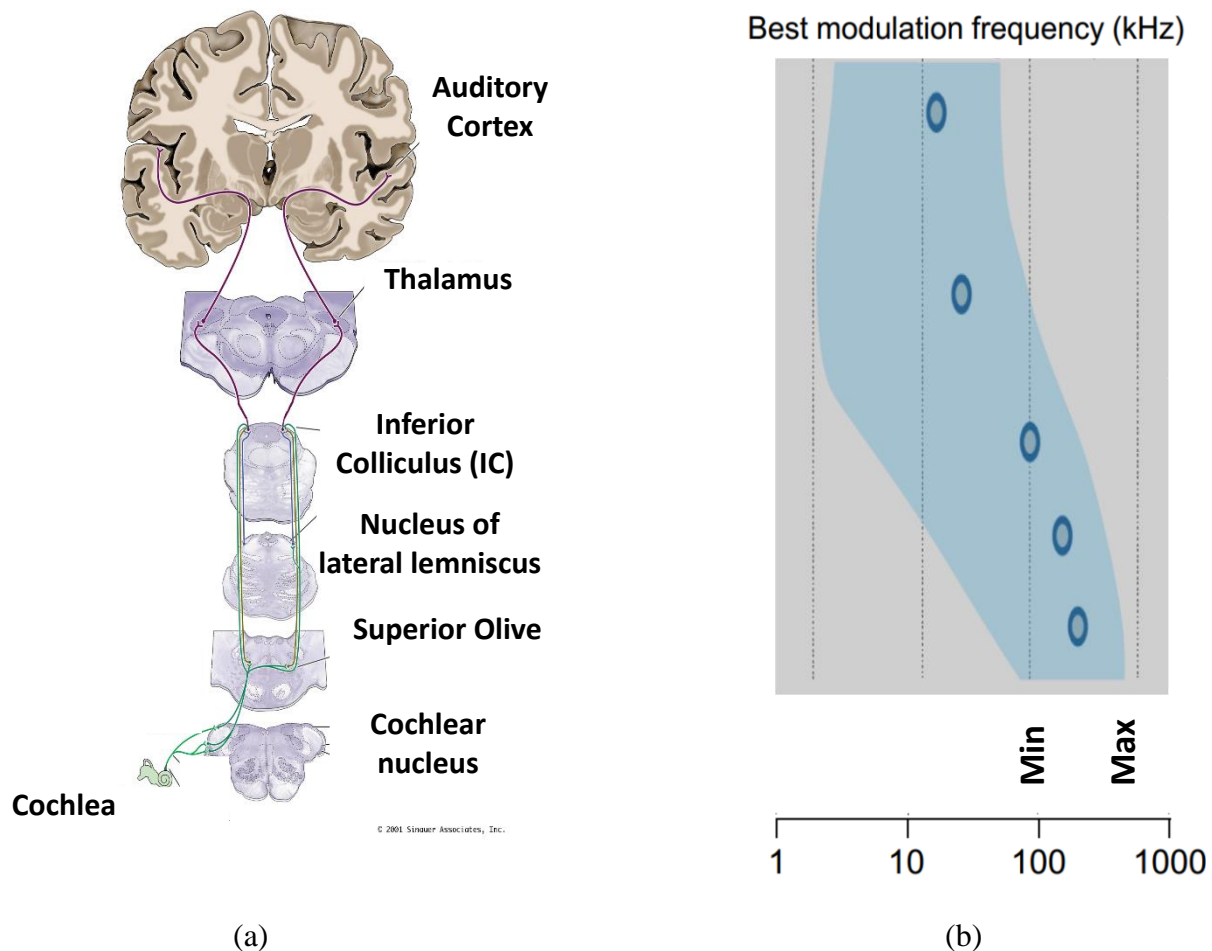 Auditory
Cortex
Thalamus
Inferior
Colliculus (IC)
Nucleus of
lateral lemniscus
Superior Olive
Cochlear
nucleus
Cochlea
© 2001 Sinauer Associates, Inc.
(a)
Best modulation frequency (kHz)
Min
Max
1 10 100 1000
(b)